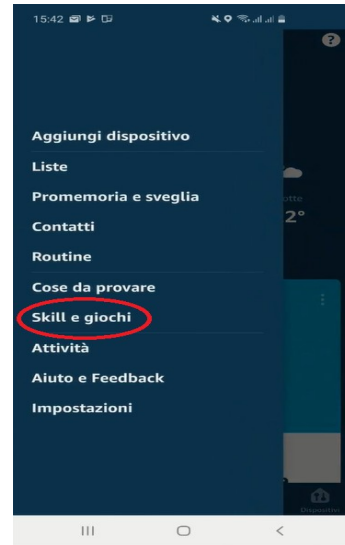 15:42
Aggiungi dispositivo
Liste
Promemoria e sveglia
Contatti
Routine
Cose da provare
Skill e giochi
Attività
Aiuto e Feedback
Impostazioni
?
otte
2°
Dispositivi